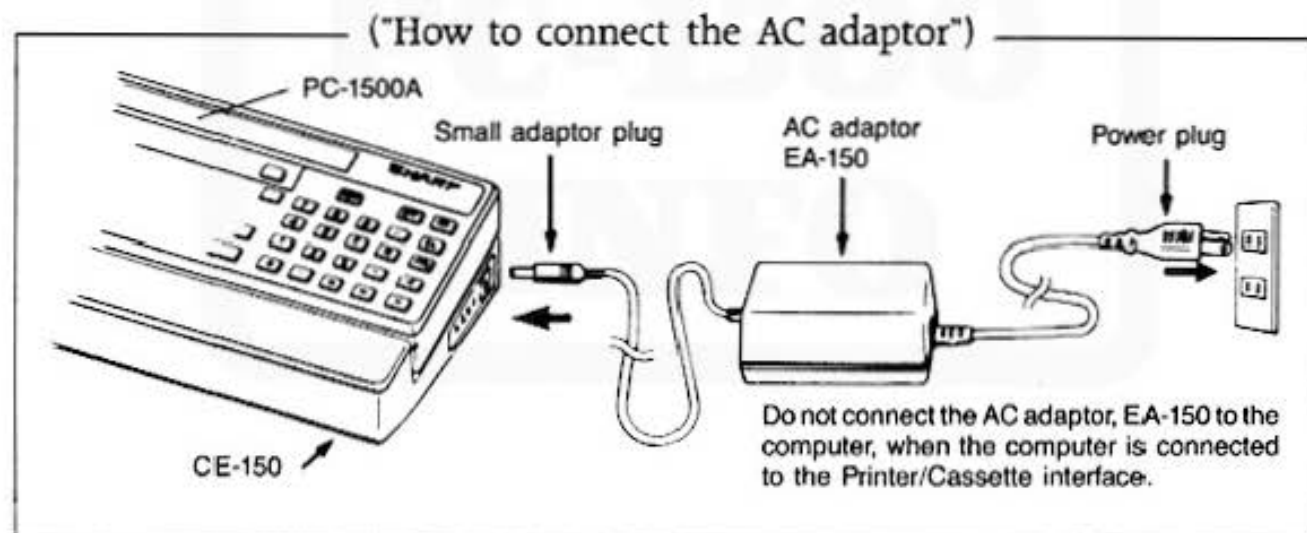 ("How to connect the AC adaptor")
PC-1500A
Small adaptor plug
AC adaptor
EA-150
Power plug
SHARP
CE-150
Do not connect the AC adaptor, EA-150 to the
computer, when the computer is connected
to the Printer/Cassette interface.